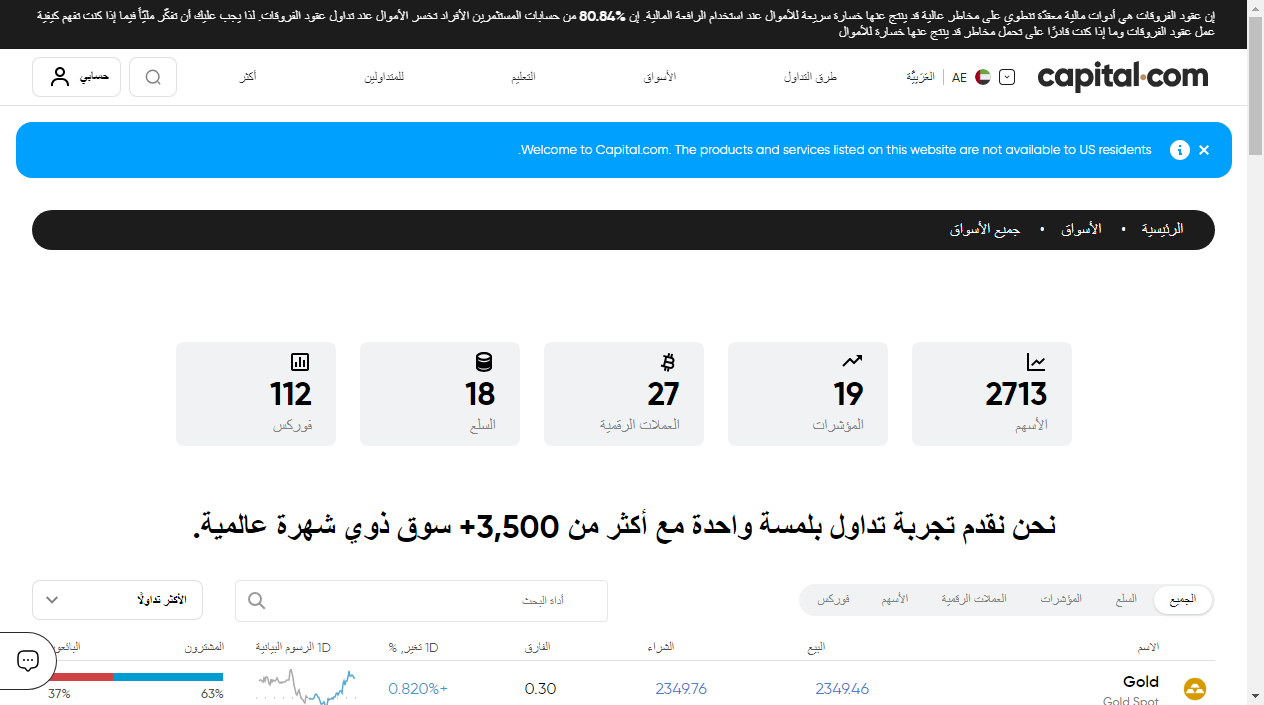 إن عقود الفروقات هي أدوات مالية معقدّة تنطوي على مخاطر عالية قد ينتج عنها خسارة سريعة للأموال عند استخدام الرافعة المالية. إن 80.84% من حسابات المستثمرين الأفراد تخسر الأموال عند تداول عقود الفروقات. لذا يجب عليك أن تفكّر مليًّا فيما إذا كنت تفهم كيفية
عمل عقود الفروقات وما إذا كنت قادرًا على تحمل مخاطر قد ينتج عنها خسارة للأموال
capital.com
AE العَرَبِيَّة
طرق التداول
الأسواق
التعليم
للمتداولين
أكثر
حسابي
Welcome to Capital.com. The products and services listed on this website are not available to US residents.
الرئيسية • الأسواق • جميع الأسواق
2713
الأسهم
19
المؤشرات
27
العملات الرقمية
18
السلع
112
فوركس
نحن نقدم تجربة تداول بلمسة واحدة مع أكثر من 3,500+ سوق ذوي شهرة عالمية.
الجميع السلع المؤشرات العملات الرقمية الأسهم فوركس
أداة البحث
الأكثر تداولًا
الاسم البيع الشراء الفارق 1D تغير, % 1D الرسوم البيانية المشترون
Gold
Gold Spot
2349.46
2349.76
0.30
0.820%+
63%
37%